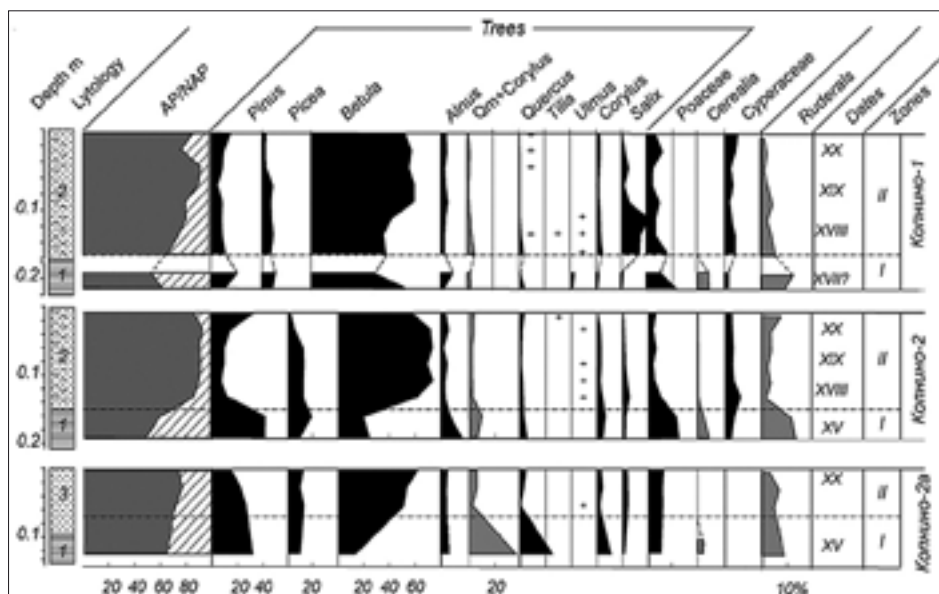 Trees
Depth m
Lytology
AP/NAP
Pinus
Picea
Betula
Alnus
Qm+Corylus
Quercus
Tilia
Ulmus
Corylus
Salix
Poaceae
Cerealia
Cyperaceae
Ruderals
Dates
Zones
0.1
0.2
1
XX
XIX
XVIII
XVII?
II
I
Копнино-1
0.1
0.2
1
XX
XIX
XVIII
XV
II
I
Копнино-2
0.1
3
1
XX
XV
II
I
Копнино-2a
20 40 60 80 20 40 20 20 40 60 20 10%